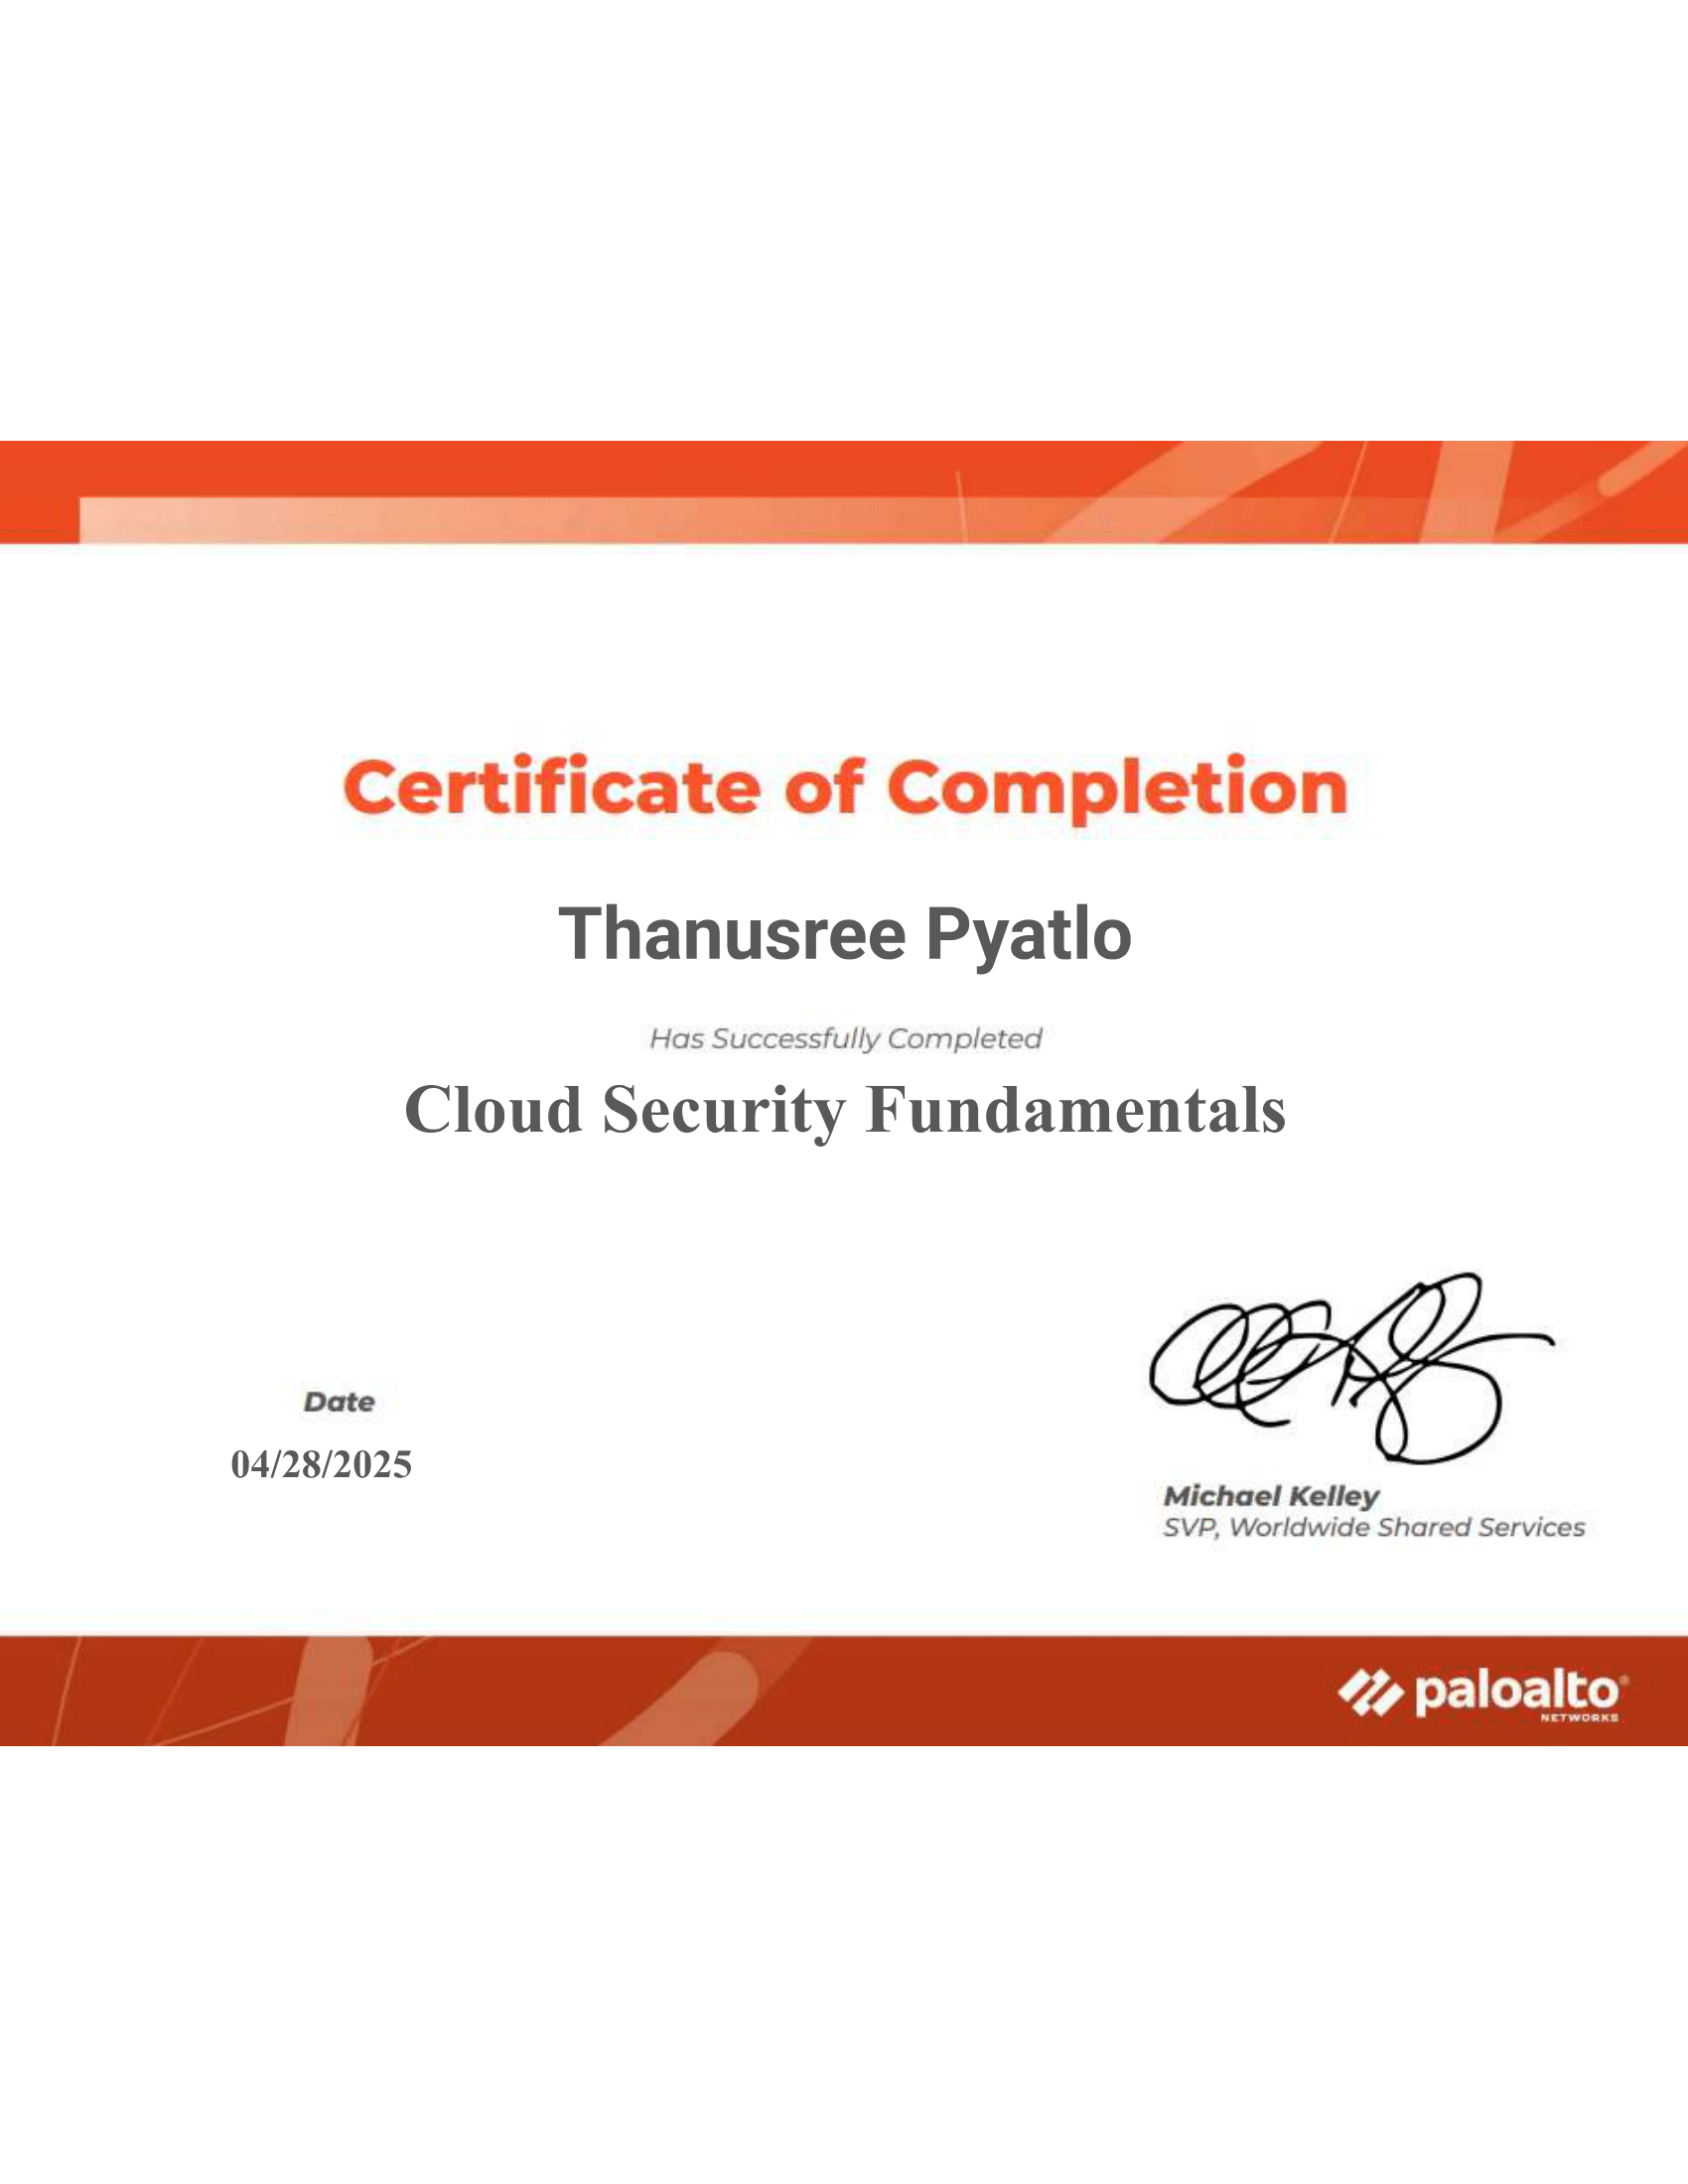 Certificate of Completion
Thanusree Pyatlo
Has Successfully Completed
Cloud Security Fundamentals
Date
04/28/2025
Michael Kelley
SVP, Worldwide Shared Services
paloalto®
NETWORKS